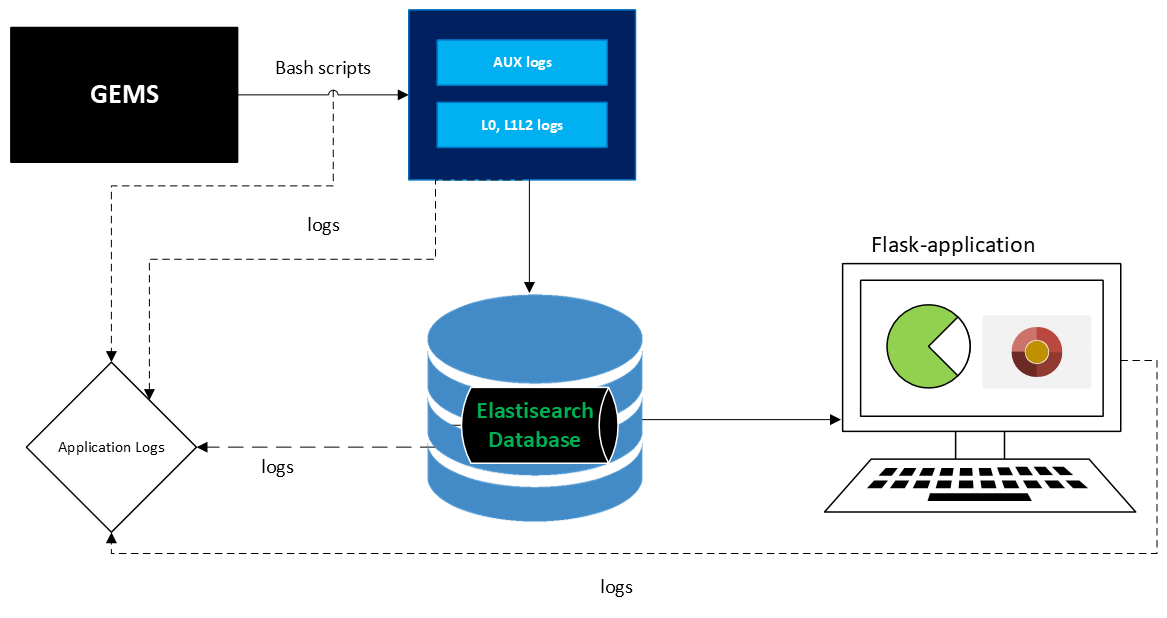 GEMS
Bash scripts
AUX logs
L0, L1L2 logs
logs
Flask-application
Elastisearch
Database
Application Logs
logs
logs